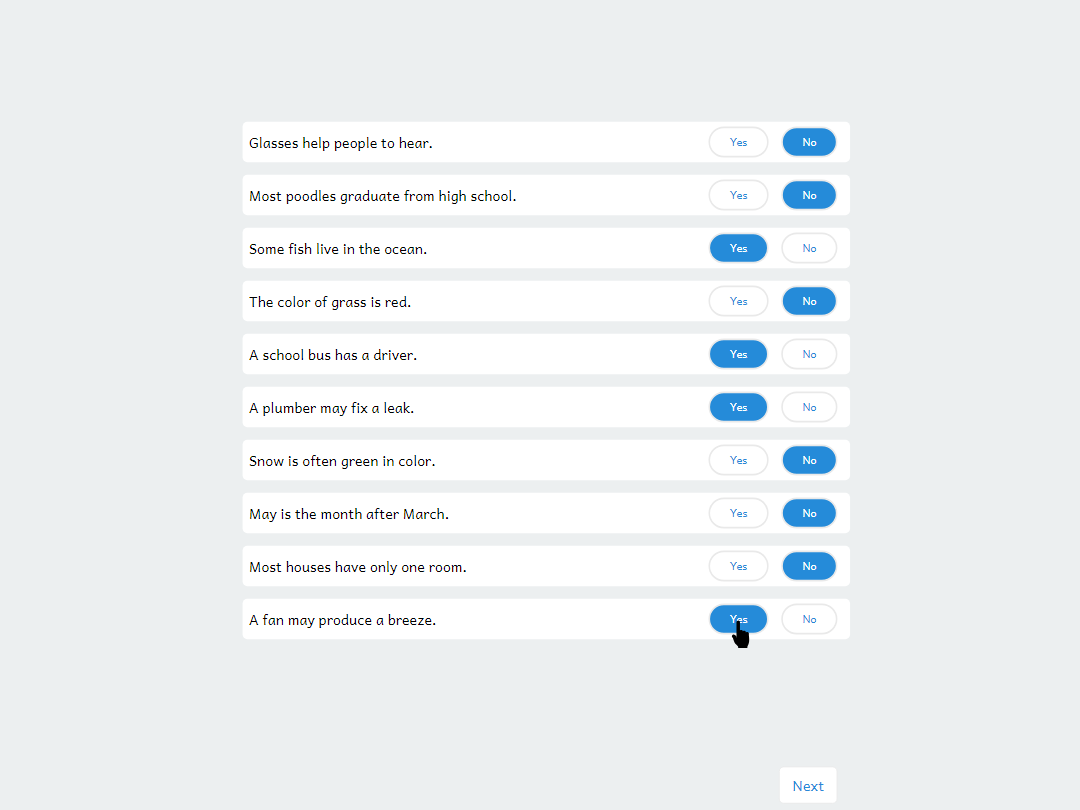 Glasses help people to hear. Yes No
Most poodles graduate from high school. Yes No
Some fish live in the ocean. Yes No
The color of grass is red. Yes No
A school bus has a driver. Yes No
A plumber may fix a leak. Yes No
Snow is often green in color. Yes No
May is the month after March. Yes No
Most houses have only one room. Yes No
A fan may produce a breeze. Yes No
Next